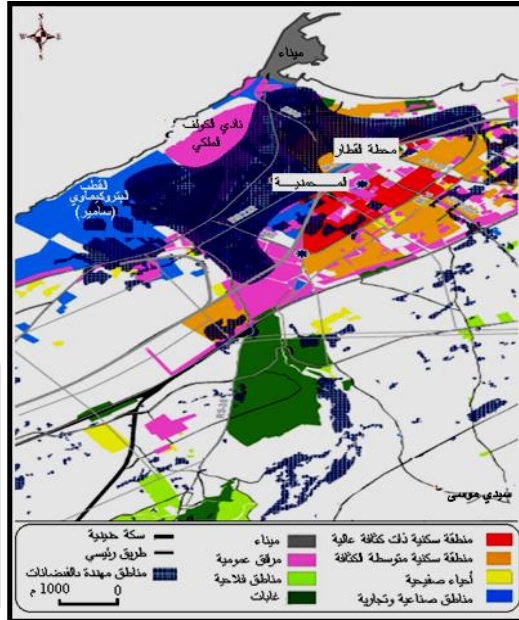 N
W E
S
ميناء
نادي الكولف
الملكي
محطة القطار
المحمدية
القطب
البتروكيماوي
(سامير)
سيدي موسى
منطقة سكنية ذات كثافة عالية
منطقة سكنية متوسطة الكثافة
أحياء صفيحية
مناطق صناعية وتجارية
ميناء
مرافق عمومية
مناطق فلاحية
غابات
سكة حديدية
طريق رئيسي
مناطق مهددة بالفيضانات
0 1000 م